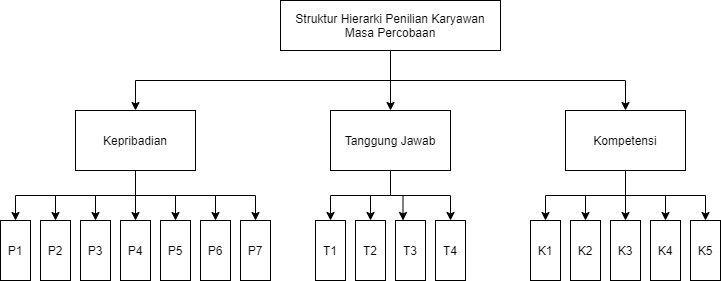 Struktur Hierarki Penilian Karyawan
Masa Percobaan
Kepribadian
Tanggung Jawab
Kompetensi
P1
P2
P3
P4
P5
P6
P7
T1
T2
T3
T4
K1
K2
K3
K4
K5